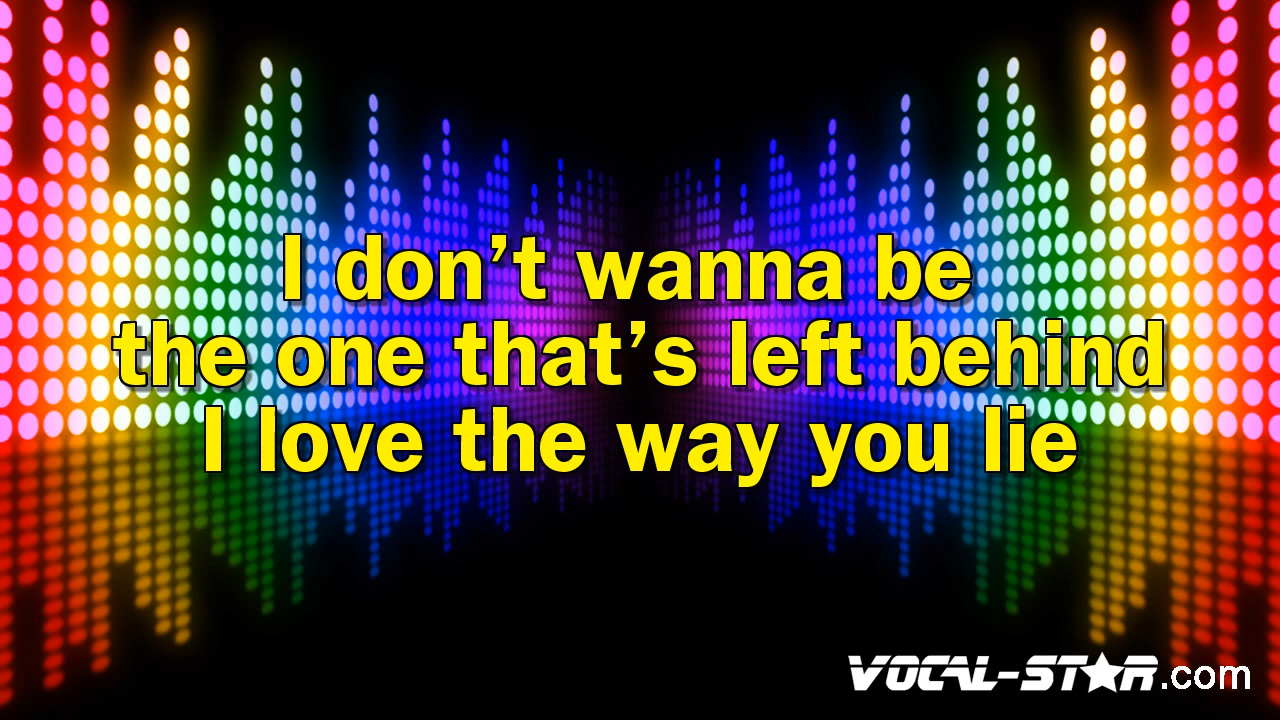 I don’t wanna be
the one that’s left behind
I love the way you lie
VOCAL-STAR.com